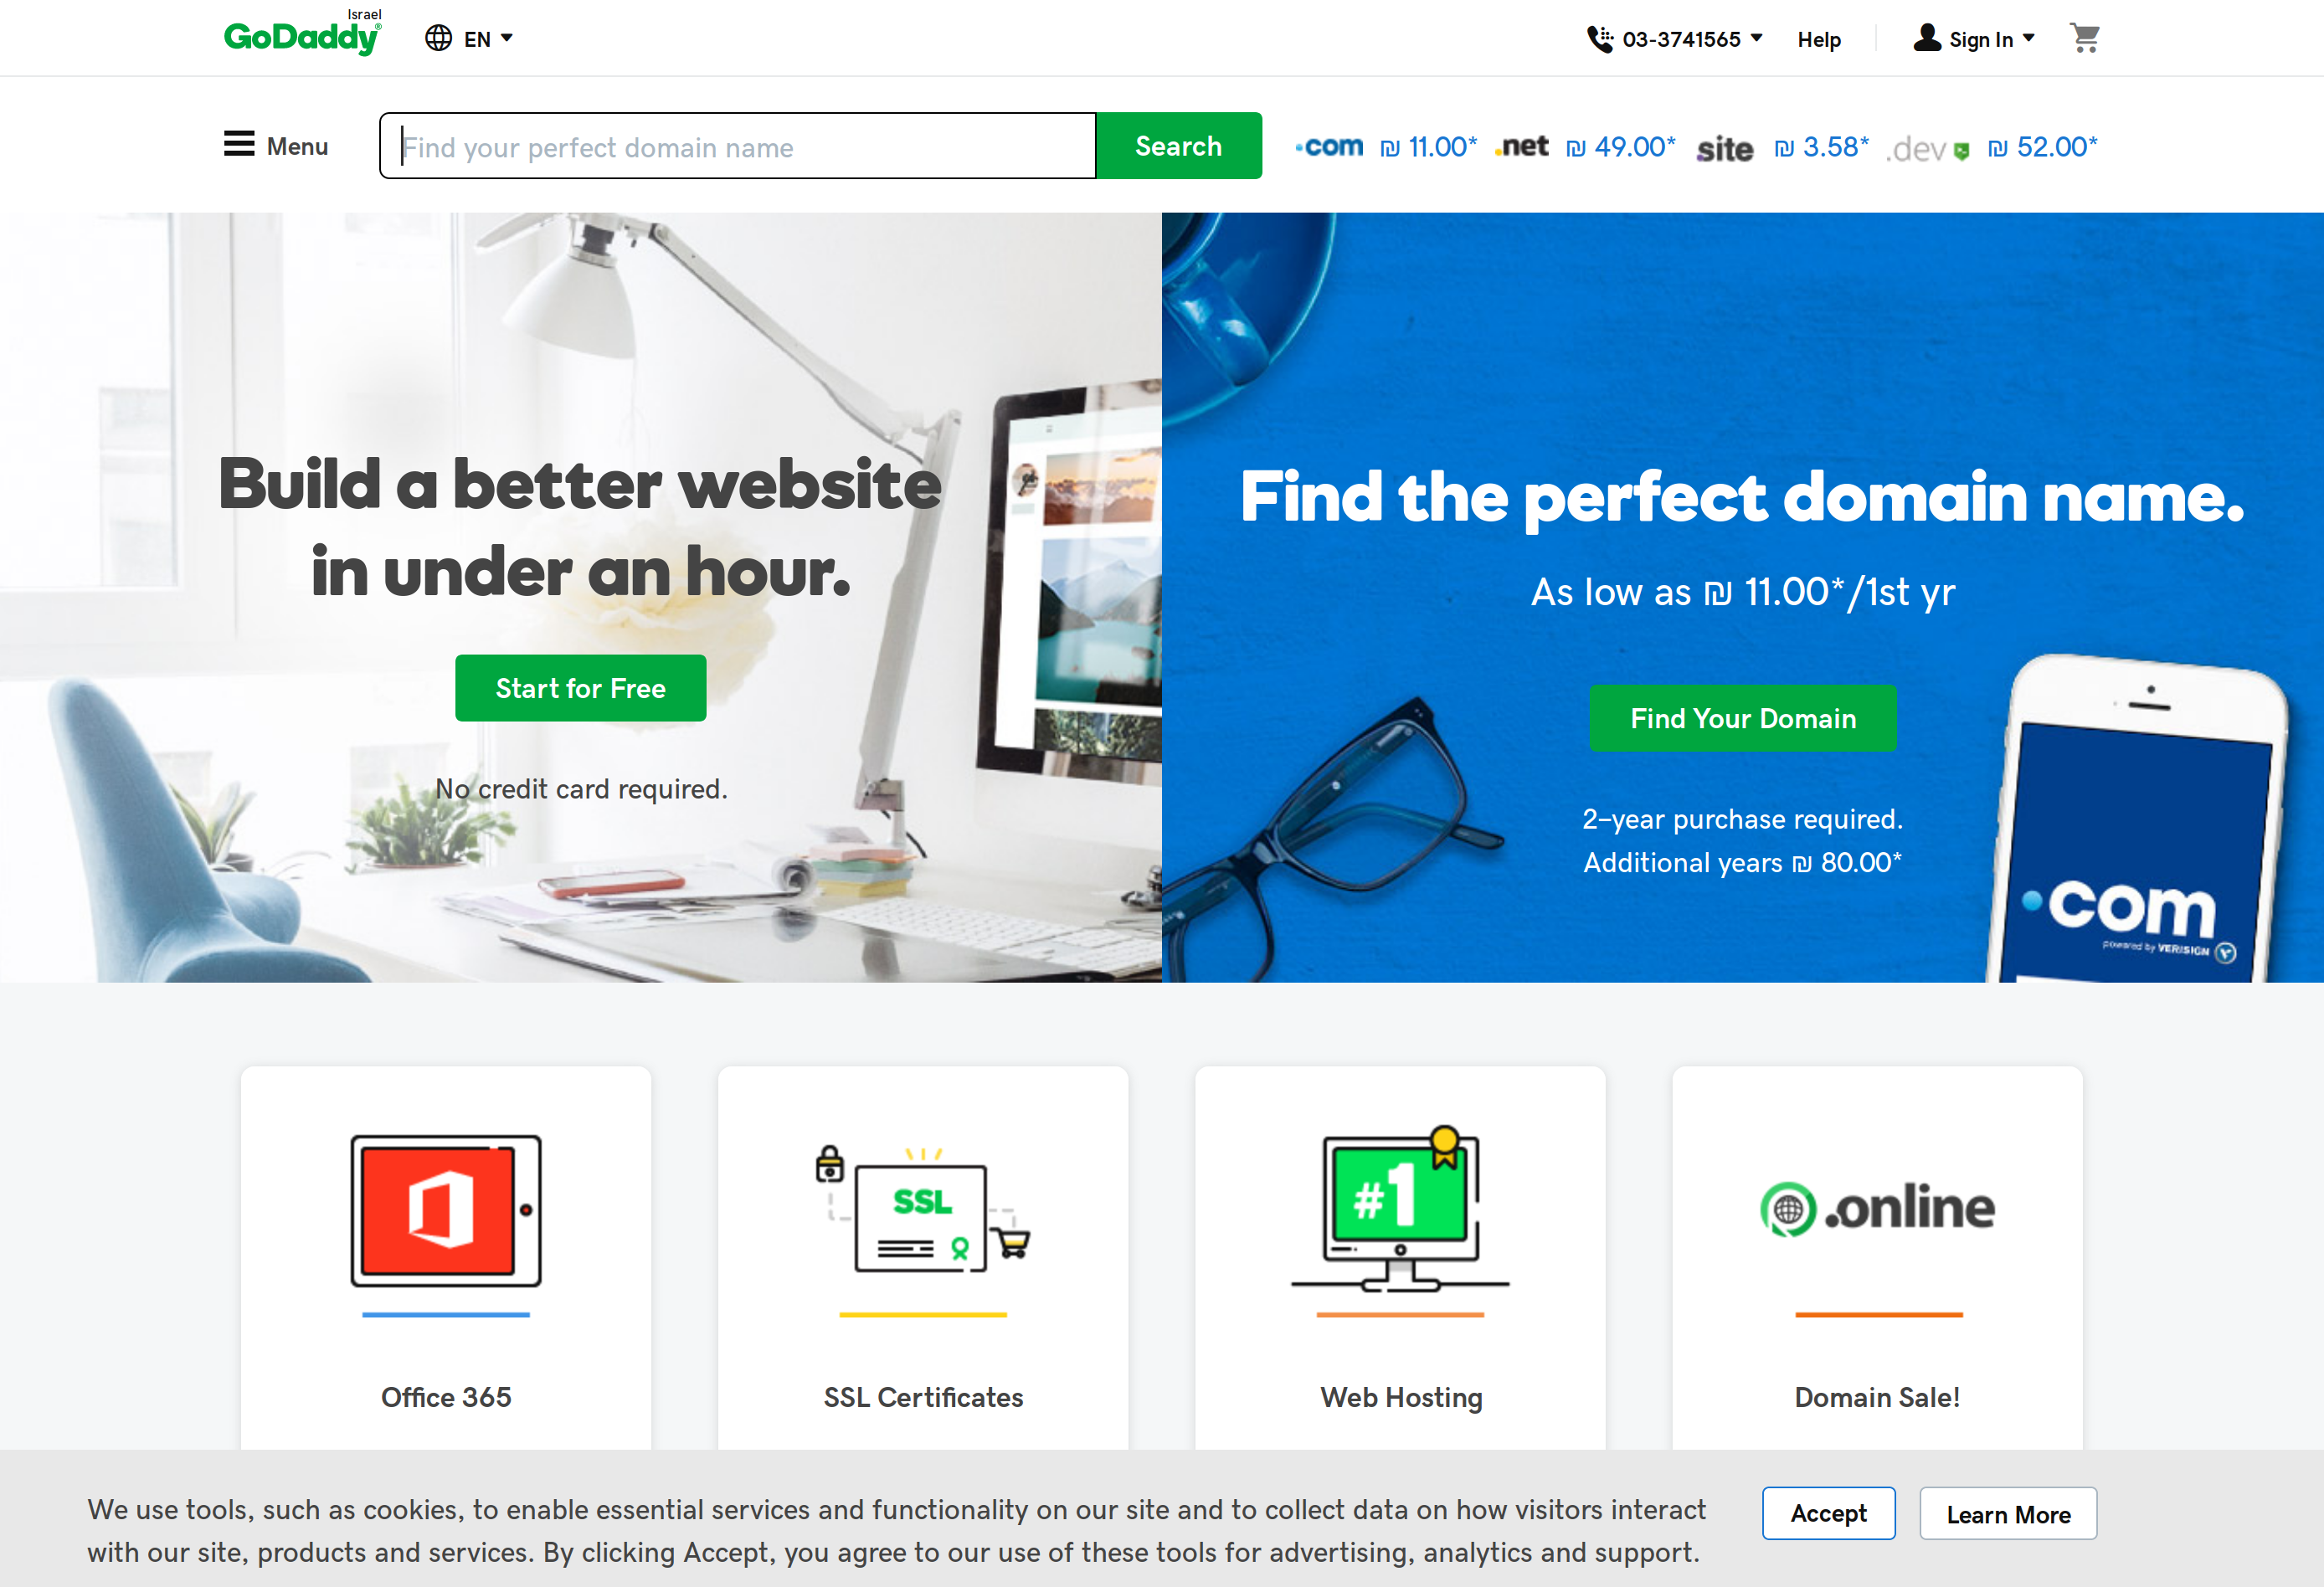 Israel
GoDaddy®
EN
03-3741565
Help
Sign In
Menu
Find your perfect domain name
Search
.com ₪ 11.00*
.net ₪ 49.00*
.site ₪ 3.58*
.dev ₪ 52.00*
Build a better website
in under an hour.
Start for Free
No credit card required.
Find the perfect domain name.
As low as ₪ 11.00*/1st yr
Find Your Domain
2-year purchase required.
Additional years ₪ 80.00*
.com
powered by VERISIGN
SSL
#1
.online
Office 365
SSL Certificates
Web Hosting
Domain Sale!
We use tools, such as cookies, to enable essential services and functionality on our site and to collect data on how visitors interact
with our site, products and services. By clicking Accept, you agree to our use of these tools for advertising, analytics and support.
Accept
Learn More